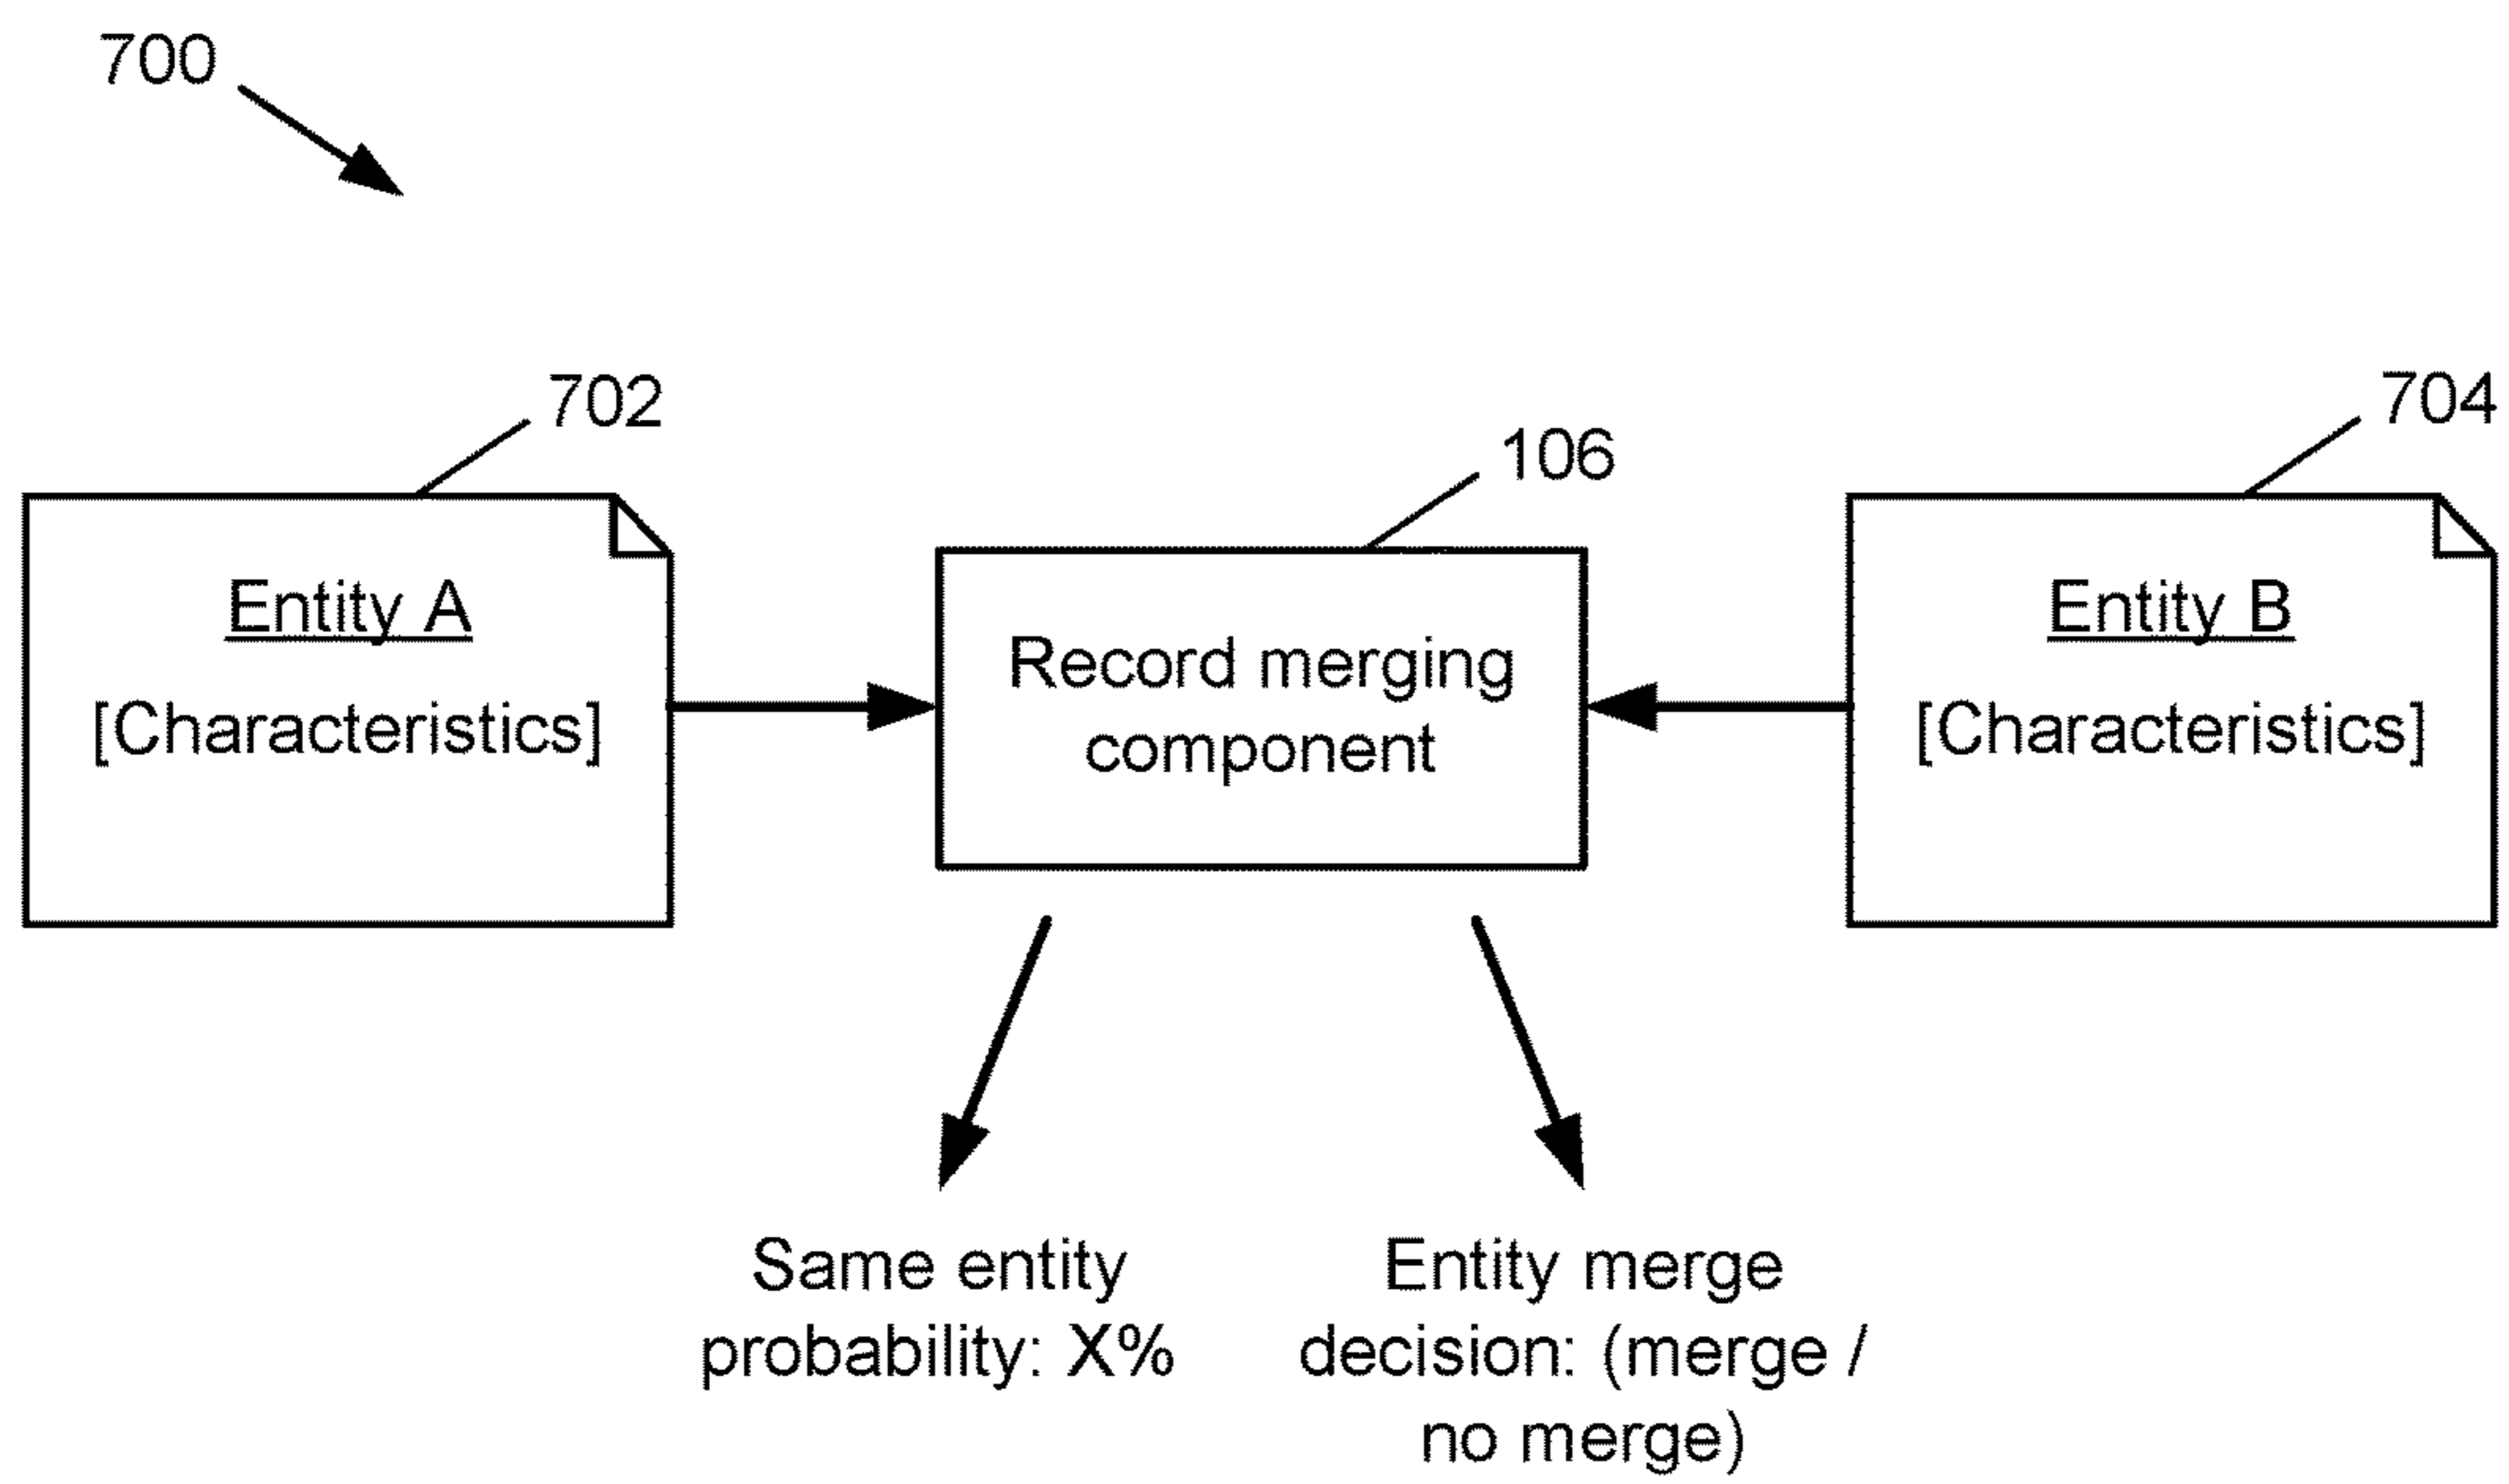 700
702
704
106
Entity A
[Characteristics]
Record merging
component
Entity B
[Characteristics]
Same entity
probability: X%
Entity merge
decision: (merge /
no merge)